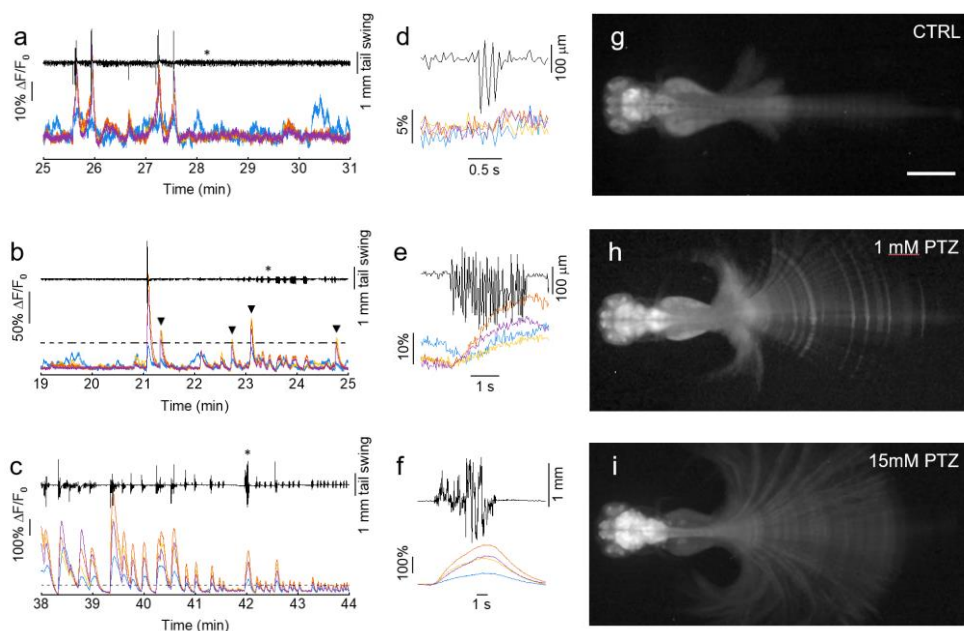 a
10% ΔF/F0
1 mm tail swing
*
25 26 27 28 29 30 31
Time (min)
b
50% ΔF/F0
1 mm tail swing
*
19 20 21 22 23 24 25
Time (min)
c
100% ΔF/F0
1 mm tail swing
*
38 39 40 41 42 43 44
Time (min)
d
100 µm
5%
0.5 s
e
100 µm
10%
1 s
f
1 mm
100%
1 s
g
CTRL
h
1 mM PTZ
i
15mM PTZ